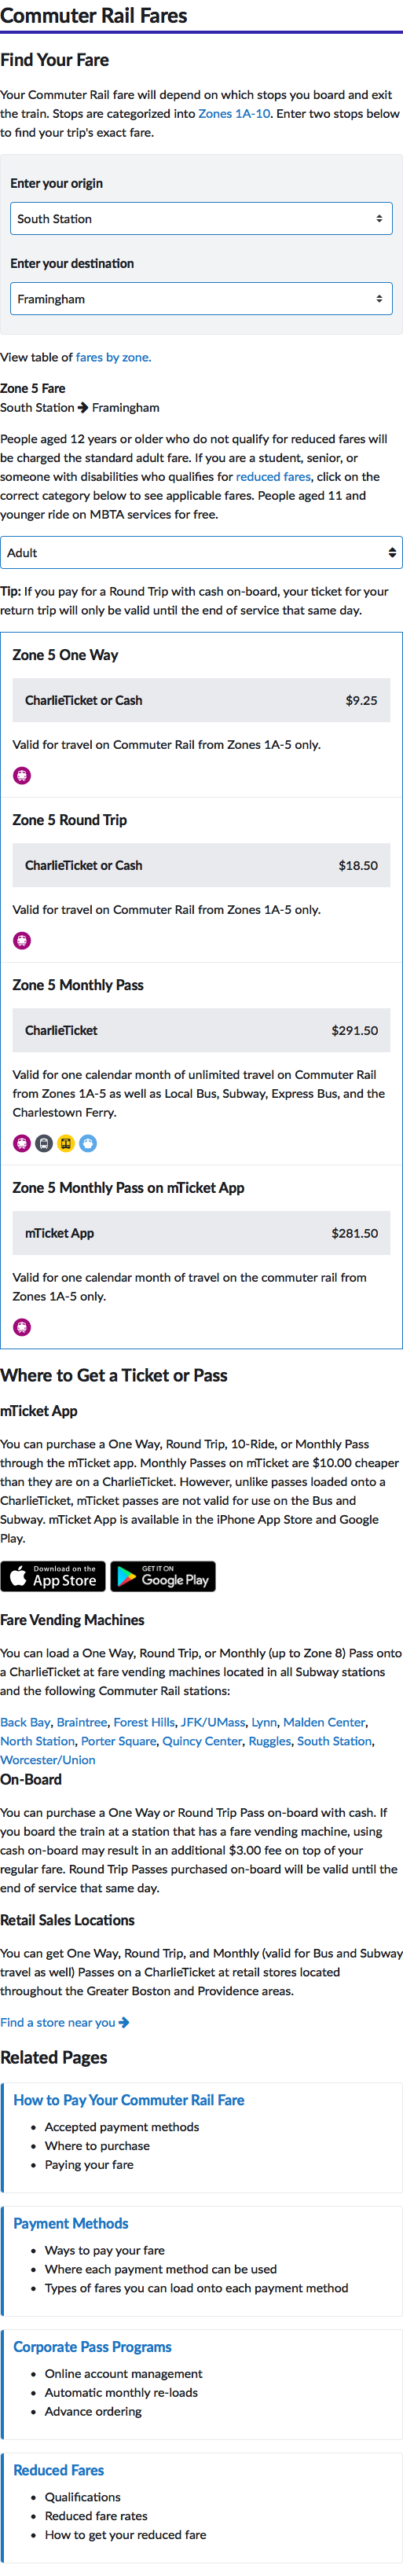 Commuter Rail Fares
Find Your Fare
Your Commuter Rail fare will depend on which stops you board and exit
the train. Stops are categorized into Zones 1A-10. Enter two stops below
to find your trip's exact fare.
Enter your origin
South Station
Enter your destination
Framingham
View table of fares by zone.
Zone 5 Fare
South Station → Framingham
People aged 12 years or older who do not qualify for reduced fares will
be charged the standard adult fare. If you are a student, senior, or
someone with disabilities who qualifies for reduced fares, click on the
correct category below to see applicable fares. People aged 11 and
younger ride on MBTA services for free.
Adult
Tip: If you pay for a Round Trip with cash on-board, your ticket for your
return trip will only be valid until the end of service that same day.
Zone 5 One Way
CharlieTicket or Cash $9.25
Valid for travel on Commuter Rail from Zones 1A-5 only.
Zone 5 Round Trip
CharlieTicket or Cash $18.50
Valid for travel on Commuter Rail from Zones 1A-5 only.
Zone 5 Monthly Pass
CharlieTicket $291.50
Valid for one calendar month of unlimited travel on Commuter Rail
from Zones 1A-5 as well as Local Bus, Subway, Express Bus, and the
Charlestown Ferry.
Zone 5 Monthly Pass on mTicket App
mTicket App $281.50
Valid for one calendar month of travel on the commuter rail from
Zones 1A-5 only.
Where to Get a Ticket or Pass
mTicket App
You can purchase a One Way, Round Trip, 10-Ride, or Monthly Pass
through the mTicket app. Monthly Passes on mTicket are $10.00 cheaper
than they are on a CharlieTicket. However, unlike passes loaded onto a
CharlieTicket, mTicket passes are not valid for use on the Bus and
Subway. mTicket App is available in the iPhone App Store and Google
Play.
Download on the App Store GET IT ON Google Play
Fare Vending Machines
You can load a One Way, Round Trip, or Monthly (up to Zone 8) Pass onto
a CharlieTicket at fare vending machines located in all Subway stations
and the following Commuter Rail stations:
Back Bay, Braintree, Forest Hills, JFK/UMass, Lynn, Malden Center,
North Station, Porter Square, Quincy Center, Ruggles, South Station,
Worcester/Union
On-Board
You can purchase a One Way or Round Trip Pass on-board with cash. If
you board the train at a station that has a fare vending machine, using
cash on-board may result in an additional $3.00 fee on top of your
regular fare. Round Trip Passes purchased on-board will be valid until the
end of service that same day.
Retail Sales Locations
You can get One Way, Round Trip, and Monthly (valid for Bus and Subway
travel as well) Passes on a CharlieTicket at retail stores located
throughout the Greater Boston and Providence areas.
Find a store near you →
Related Pages
How to Pay Your Commuter Rail Fare
• Accepted payment methods
• Where to purchase
• Paying your fare
Payment Methods
• Ways to pay your fare
• Where each payment method can be used
• Types of fares you can load onto each payment method
Corporate Pass Programs
• Online account management
• Automatic monthly re-loads
• Advance ordering
Reduced Fares
• Qualifications
• Reduced fare rates
• How to get your reduced fare